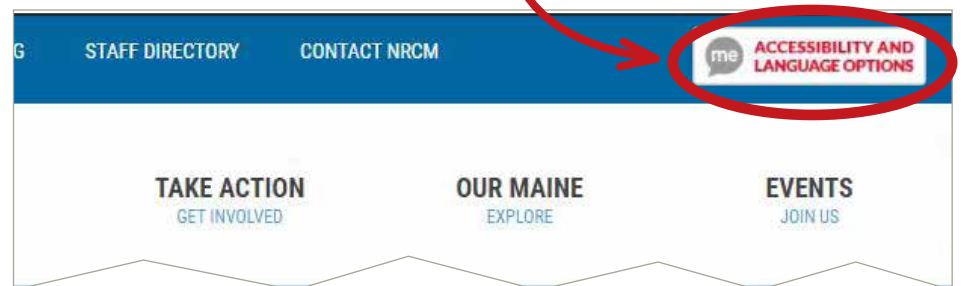 G STAFF DIRECTORY CONTACT NRCM
me ACCESSIBILITY AND
LANGUAGE OPTIONS
TAKE ACTION OUR MAINE EVENTS
GET INVOLVED EXPLORE JOIN US